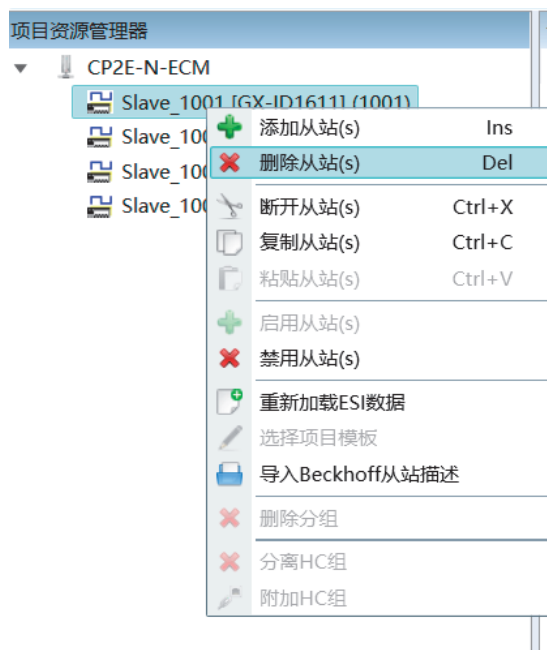 项目资源管理器
CP2E-N-ECM
Slave_1001 [GX-ID1611] (1001)
Slave_100
Slave_100
Slave_100
添加从站(s) Ins
删除从站(s) Del
断开从站(s) Ctrl+X
复制从站(s) Ctrl+C
粘贴从站(s) Ctrl+V
启用从站(s)
禁用从站(s)
重新加载ESI数据
选择项目模板
导入Beckhoff从站描述
删除分组
分离HC组
附加HC组